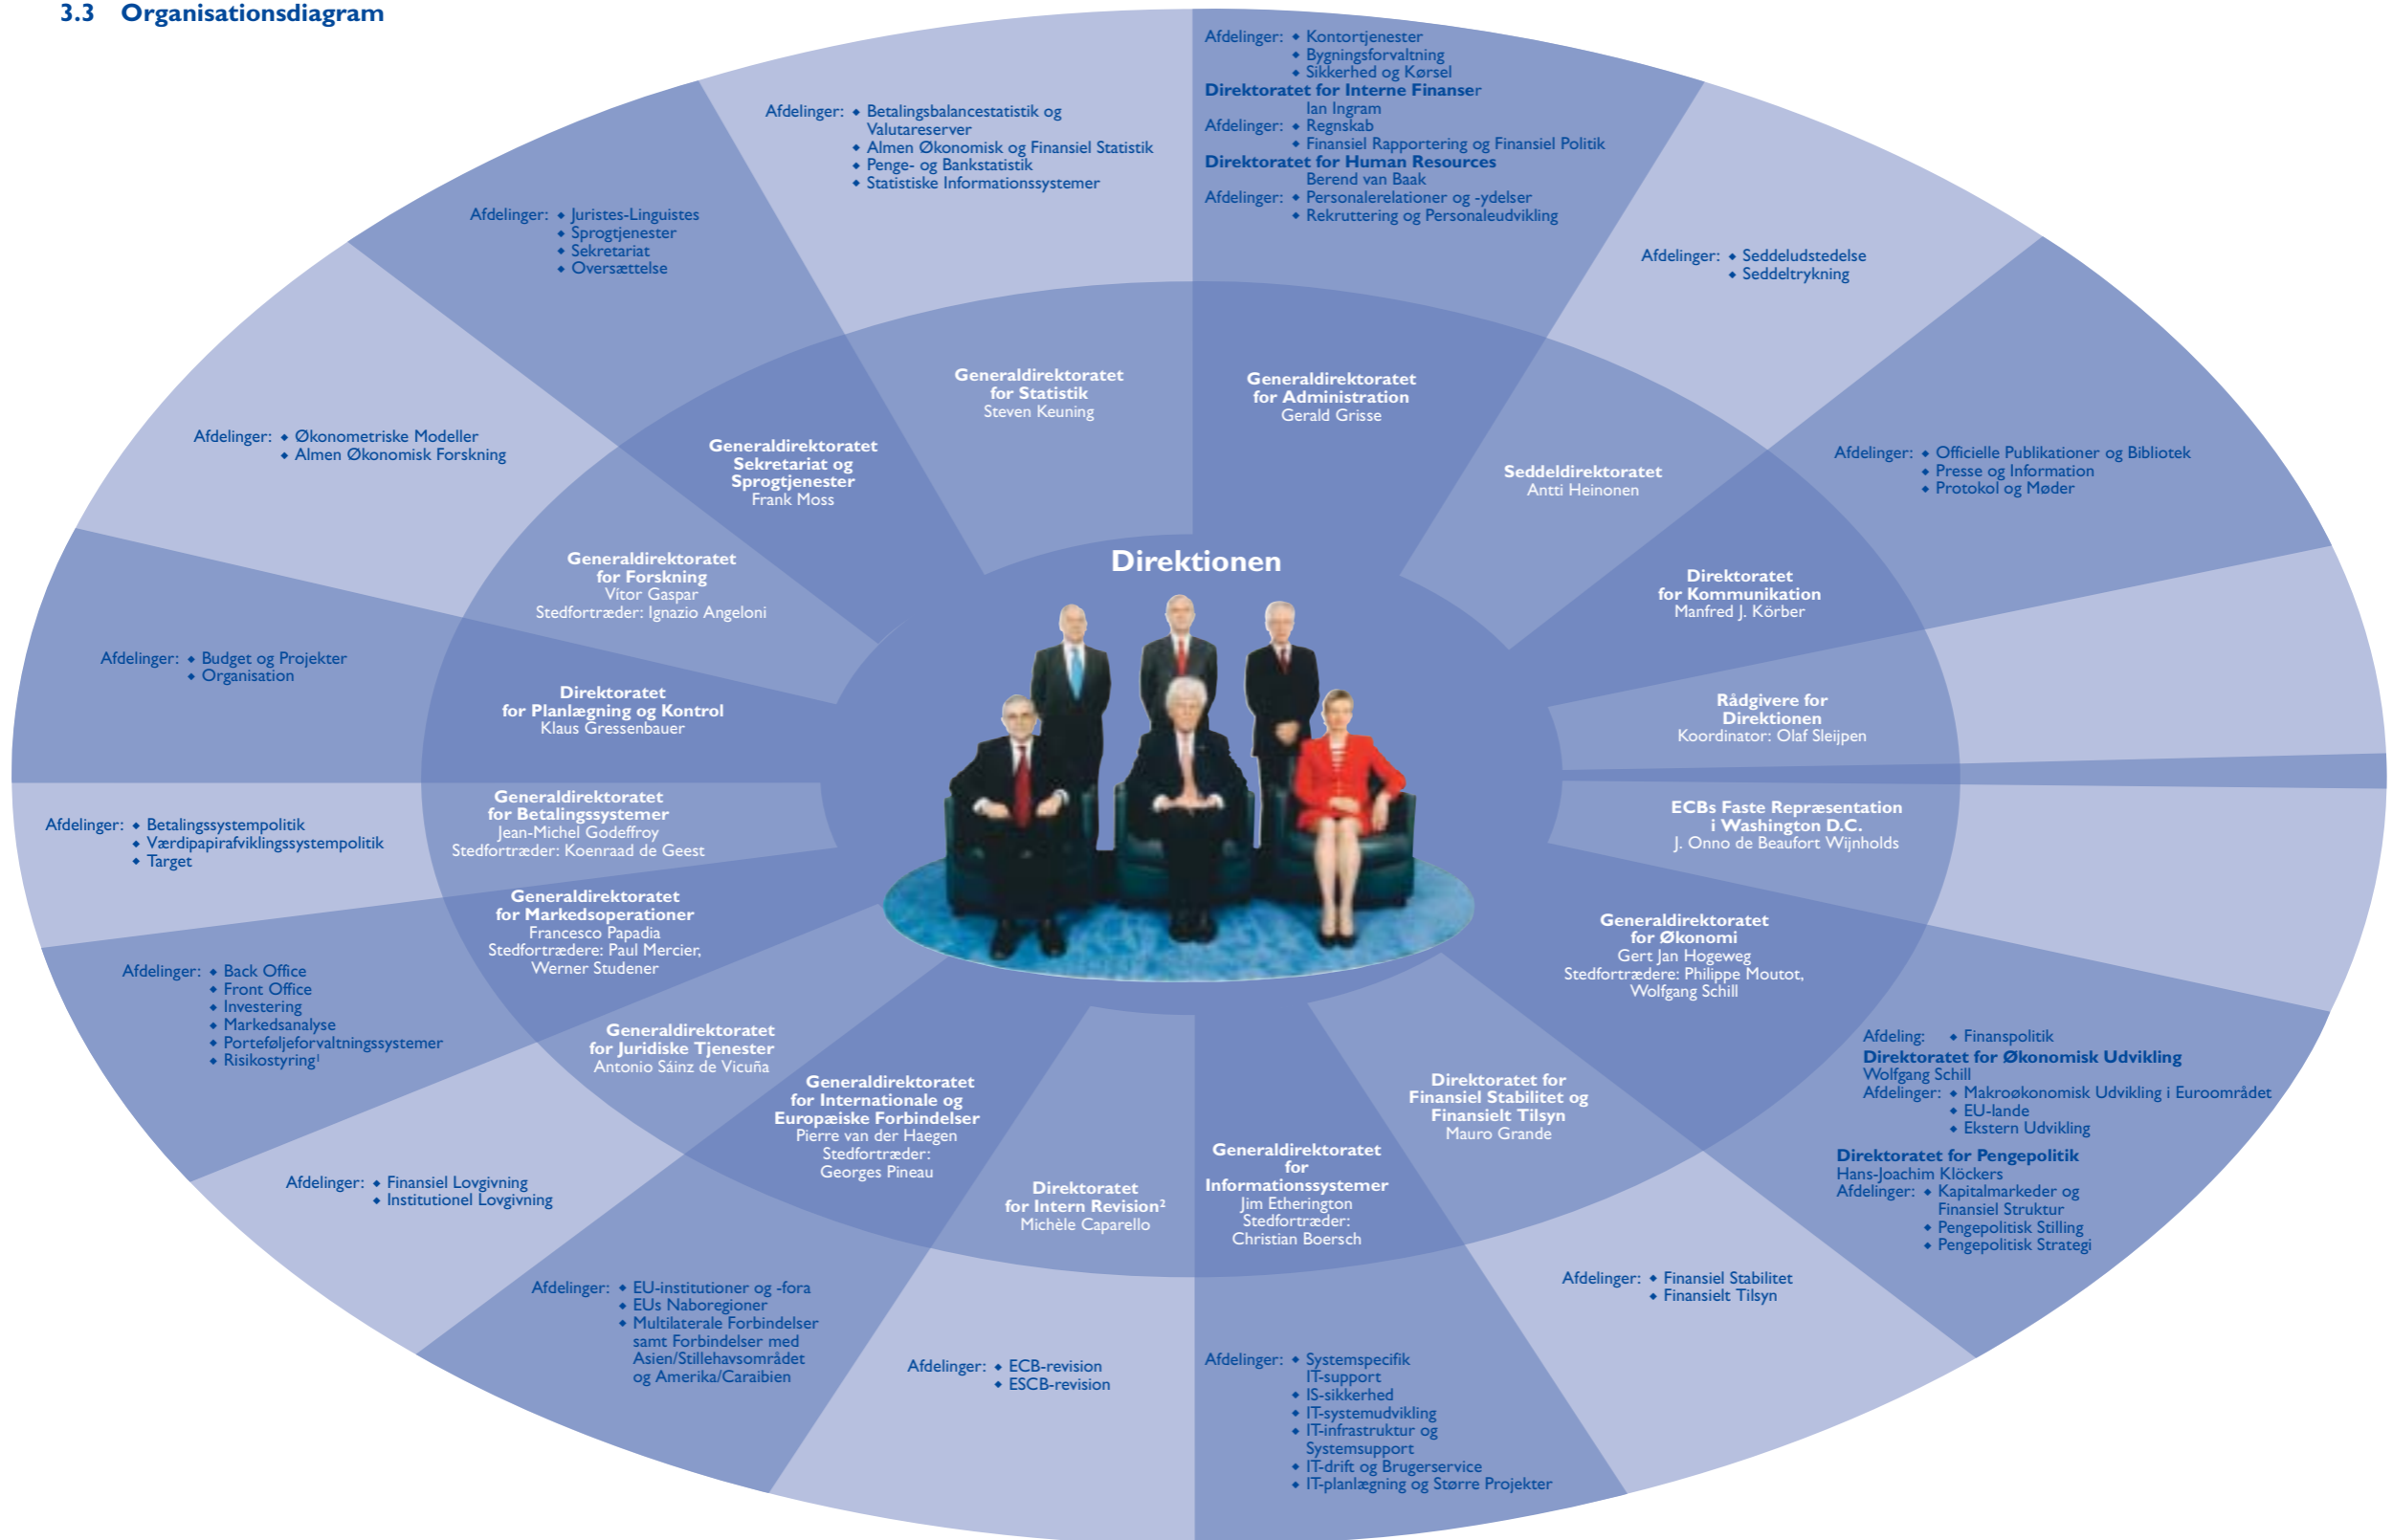 3.3 Organisationsdiagram
Afdelinger: ◆ Kontortjenester
◆ Bygningsforvaltning
◆ Sikkerhed og Kørsel
Direktoratet for Interne Finanser
Ian Ingram
Afdelinger: ◆ Regnskab
◆ Finansiel Rapportering og Finansiel Politik
Direktoratet for Human Resources
Berend van Baak
Afdelinger: ◆ Personalerelationer og -ydelser
◆ Rekruttering og Personaleudvikling
Afdelinger: ◆ Betalingsbalancestatistik og
Valutareserver
◆ Almen Økonomisk og Finansiel Statistik
◆ Penge- og Bankstatistik
◆ Statistiske Informationssystemer
Afdelinger: ◆ Juristes-Linguistes
◆ Sprogtjenester
◆ Sekretariat
◆ Oversættelse
Afdelinger: ◆ Seddeludstedelse
◆ Seddeltrykning
Generaldirektoratet
for Statistik
Steven Keuning
Generaldirektoratet
for Administration
Gerald Grisse
Afdelinger: ◆ Økonometriske Modeller
◆ Almen Økonomisk Forskning
Generaldirektoratet
Sekretariat og
Sprogtjenester
Frank Moss
Seddeldirektoratet
Antti Heinonen
Afdelinger: ◆ Officielle Publikationer og Bibliotek
◆ Presse og Information
◆ Protokol og Møder
Generaldirektoratet
for Forskning
Vitor Gaspar
Stedfortræder: Ignazio Angeloni
Direktionen
Direktoratet
for Kommunikation
Manfred J. Körber
Afdelinger: ◆ Budget og Projekter
◆ Organisation
Direktoratet
for Planlægning og Kontrol
Klaus Gressenbauer
Rådgivere for
Direktionen
Koordinator: Olaf Sleijpen
Afdelinger: ◆ Betalingssystempolitik
◆ Værdipapirafviklingssystempolitik
◆ Target
Generaldirektoratet
for Betalingssystemer
Jean-Michel Godeffroy
Stedfortræder: Koenraad de Geest
ECBs Faste Repræsentation
i Washington D.C.
J. Onno de Beaufort Wijnholds
Generaldirektoratet
for Markedsoperationer
Francesco Papadia
Stedfortrædere: Paul Mercier,
Werner Studener
Generaldirektoratet
for Økonomi
Gert Jan Hogeweg
Stedfortrædere: Philippe Moutot,
Wolfgang Schill
Afdelinger: ◆ Back Office
◆ Front Office
◆ Investering
◆ Markedsanalyse
◆ Porteføljeforvaltningssystemer
◆ Risikostyring¹
Generaldirektoratet
for Juridiske Tjenester
Antonio Sáinz de Vicuña
Afdeling: ◆ Finanspolitik
Direktoratet for Økonomisk Udvikling
Wolfgang Schill
Afdelinger: ◆ Makroøkonomisk Udvikling i Euroområdet
◆ EU-lande
◆ Ekstern Udvikling
Direktoratet for Pengepolitik
Hans-Joachim Klöckers
Afdelinger: ◆ Kapitalmarkeder og
Finansiel Struktur
◆ Pengepolitisk Stilling
◆ Pengepolitisk Strategi
Generaldirektoratet
for Internationale og
Europæiske Forbindelser
Pierre van der Haegen
Stedfortræder:
Georges Pineau
Direktoratet for
Finansiel Stabilitet og
Finansielt Tilsyn
Mauro Grande
Generaldirektoratet
for
Informationssystemer
Jim Etherington
Stedfortræder:
Christian Boersch
Direktoratet
for Intern Revision²
Michèle Caparello
Afdelinger: ◆ Finansiel Lovgivning
◆ Institutionel Lovgivning
Afdelinger: ◆ EU-institutioner og -fora
◆ EUs Naboregioner
◆ Multilaterale Forbindelser
samt Forbindelser med
Asien/Stillehavsområdet
og Amerika/Caraibien
Afdelinger: ◆ Finansiel Stabilitet
◆ Finansielt Tilsyn
Afdelinger: ◆ ECB-revision
◆ ESCB-revision
Afdelinger: ◆ Systemspecifik
IT-support
◆ IS-sikkerhed
◆ IT-systemudvikling
◆ IT-infrastruktur og
Systemsupport
◆ IT-drift og Brugerservice
◆ IT-planlægning og Større Projekter